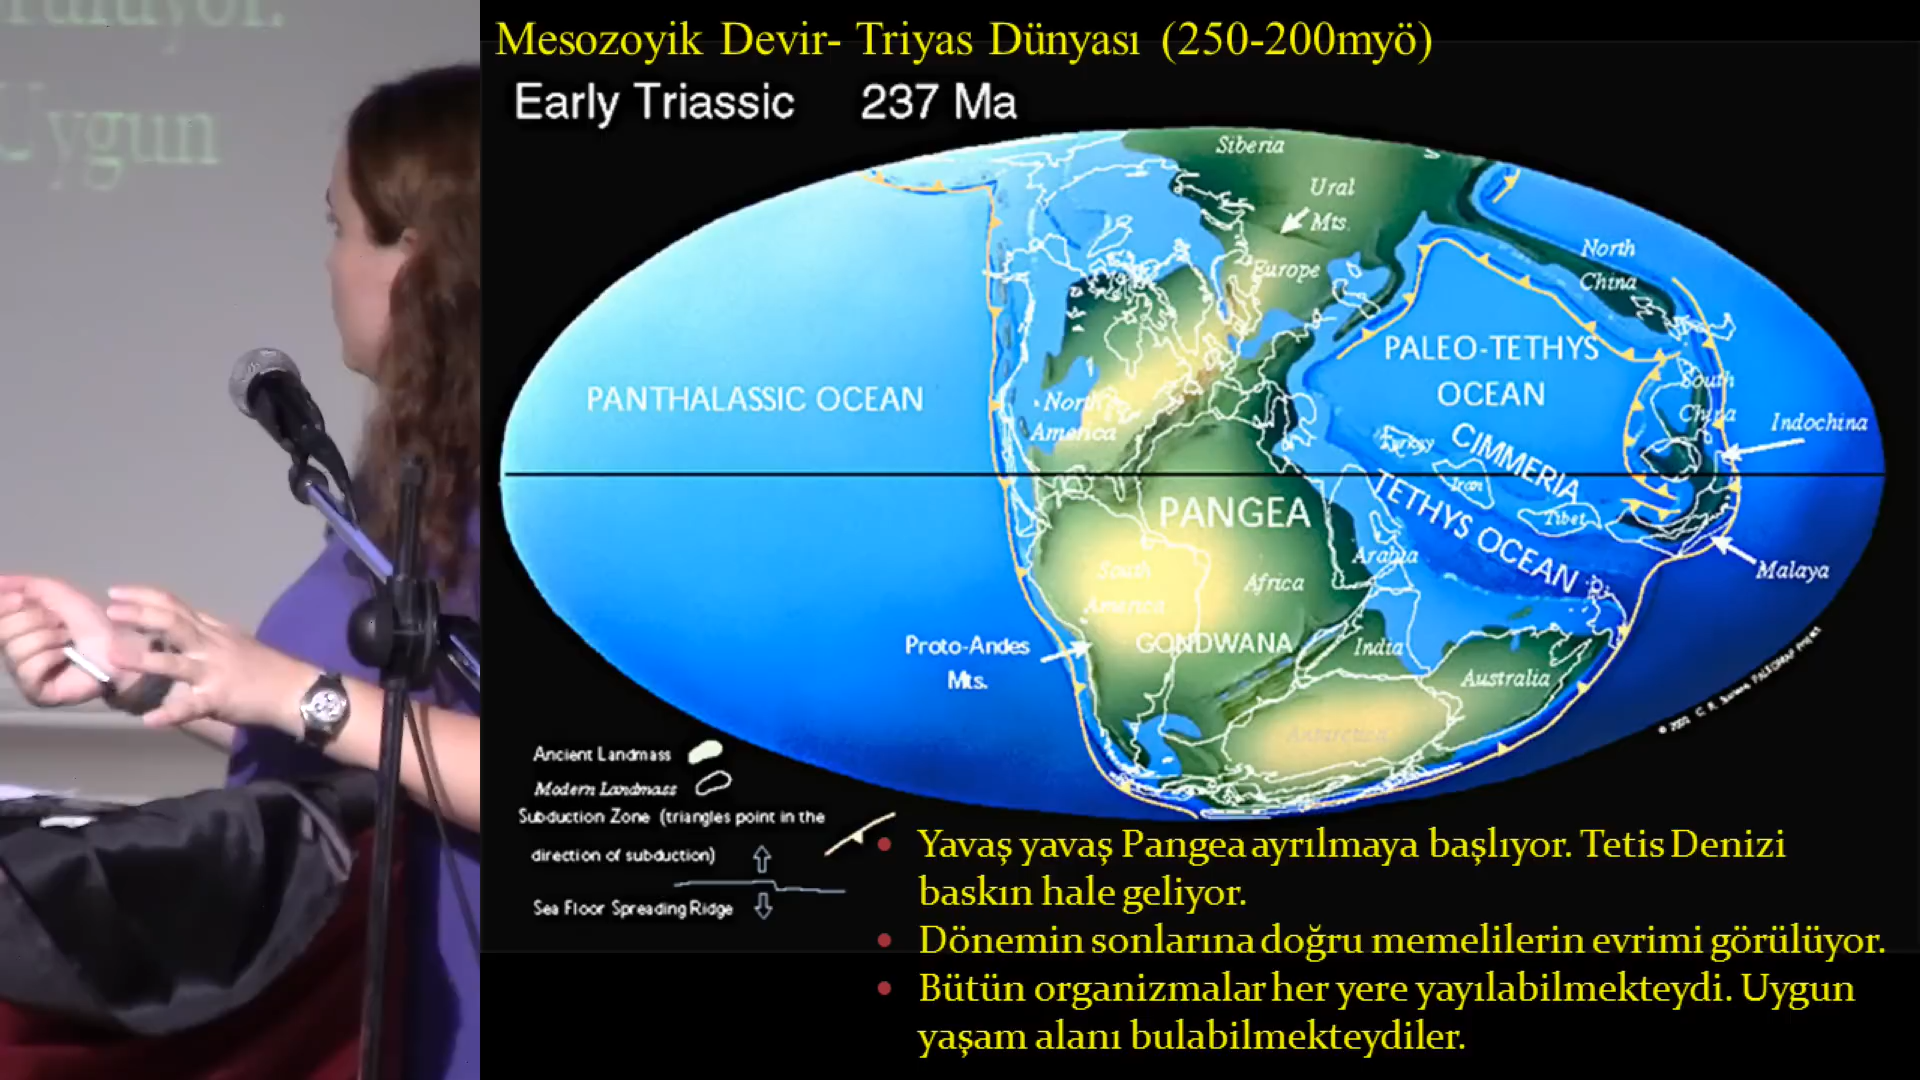 Uygun
Mesozoyik Devir- Triyas Dünyası (250-200myö)
Early Triassic 237 Ma
Siberia
Ural
Mts.
Europe
North
China
PALEO-TETHYS
OCEAN
South
China
Indochina
PANTHALASSIC OCEAN
North
America
Turkey
CIMMERIA
Iran
Tibet
TETHYS OCEAN
PANGEA
Arabia
Malaya
South
America
Africa
GONDWANA
India
Australia
Antarctica
Proto-Andes
Mts.
Ancient Landmass
Modern Landmass
Subduction Zone (triangles point in the
direction of subduction)
Sea Floor Spreading Ridge
Yavaş yavaş Pangea ayrılmaya başlıyor. Tetis Denizi
baskın hale geliyor.
Dönemin sonlarına doğru memelilerin evrimi görülüyor.
Bütün organizmalar her yere yayılabilmekteydi. Uygun
yaşam alanı bulabilmekteydiler.